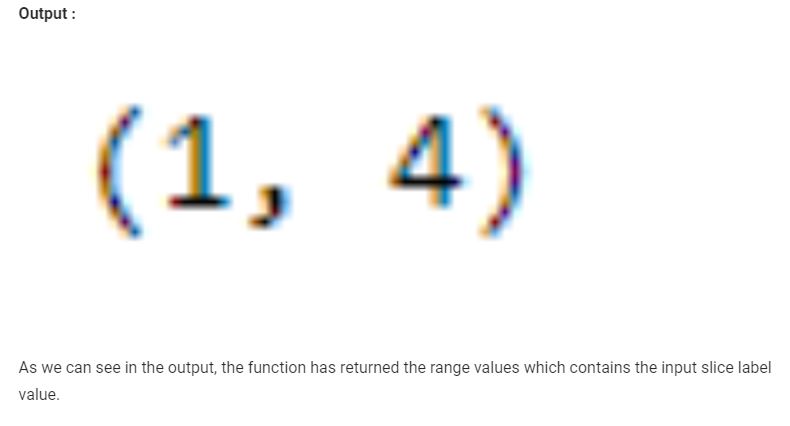 Output :
(1, 4)
As we can see in the output, the function has returned the range values which contains the input slice label
value.